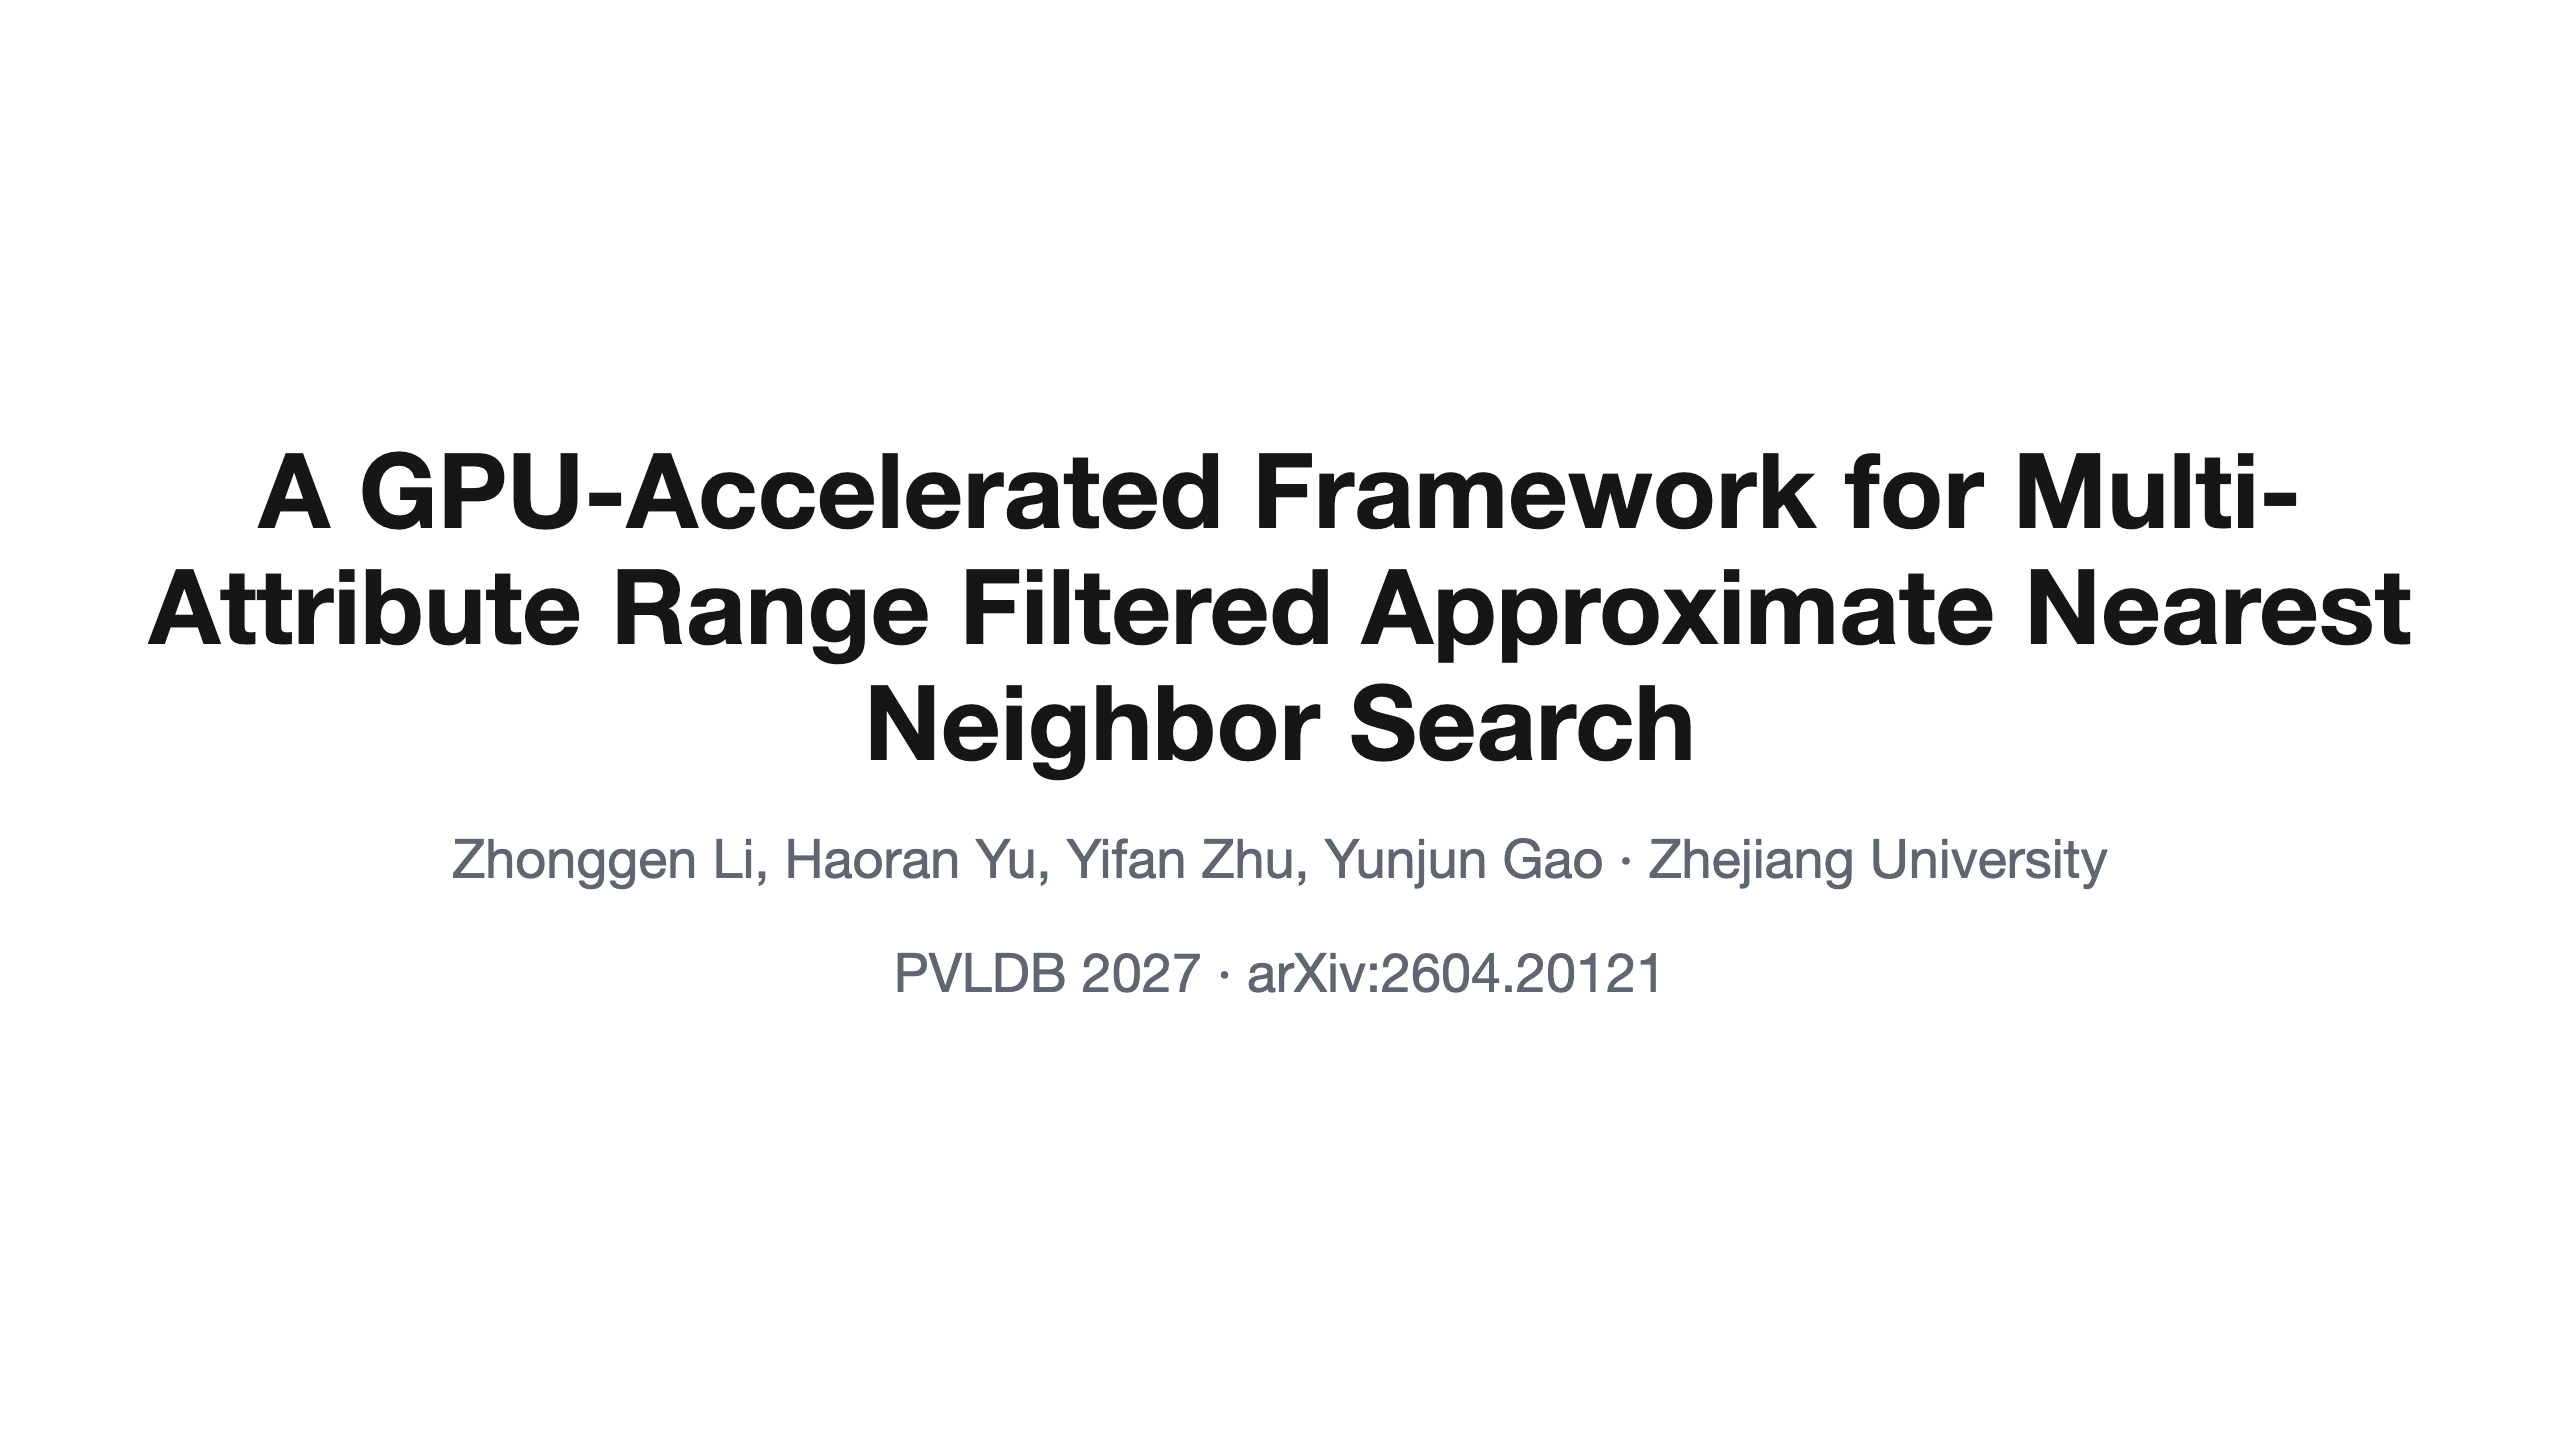 A GPU-Accelerated Framework for Multi-
Attribute Range Filtered Approximate Nearest
Neighbor Search
Zhonggen Li, Haoran Yu, Yifan Zhu, Yunjun Gao · Zhejiang University
PVLDB 2027 · arXiv:2604.20121